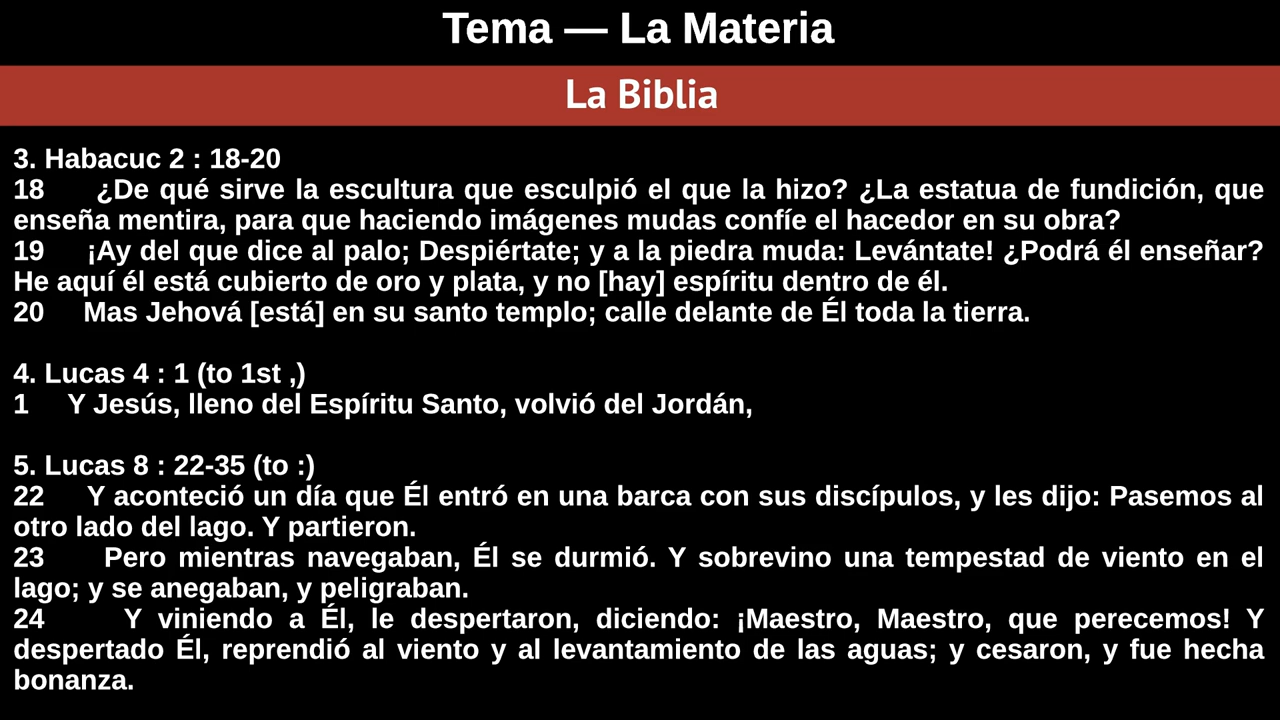 Tema — La Materia
La Biblia
3. Habacuc 2 : 18-20
18 ¿De qué sirve la escultura que esculpió el que la hizo? ¿La estatua de fundición, que
enseña mentira, para que haciendo imágenes mudas confíe el hacedor en su obra?
19 ¡Ay del que dice al palo; Despiértate; y a la piedra muda: Levántate! ¿Podrá él enseñar?
He aquí él está cubierto de oro y plata, y no [hay] espíritu dentro de él.
20 Mas Jehová [está] en su santo templo; calle delante de Él toda la tierra.
4. Lucas 4 : 1 (to 1st ,)
1 Y Jesús, lleno del Espíritu Santo, volvió del Jordán,
5. Lucas 8 : 22-35 (to :)
22 Y aconteció un día que Él entró en una barca con sus discípulos, y les dijo: Pasemos al
otro lado del lago. Y partieron.
23 Pero mientras navegaban, Él se durmió. Y sobrevino una tempestad de viento en el
lago; y se anegaban, y peligraban.
24 Y viniendo a Él, le despertaron, diciendo: ¡Maestro, Maestro, que perecemos! Y
despertado Él, reprendió al viento y al levantamiento de las aguas; y cesaron, y fue hecha
bonanza.